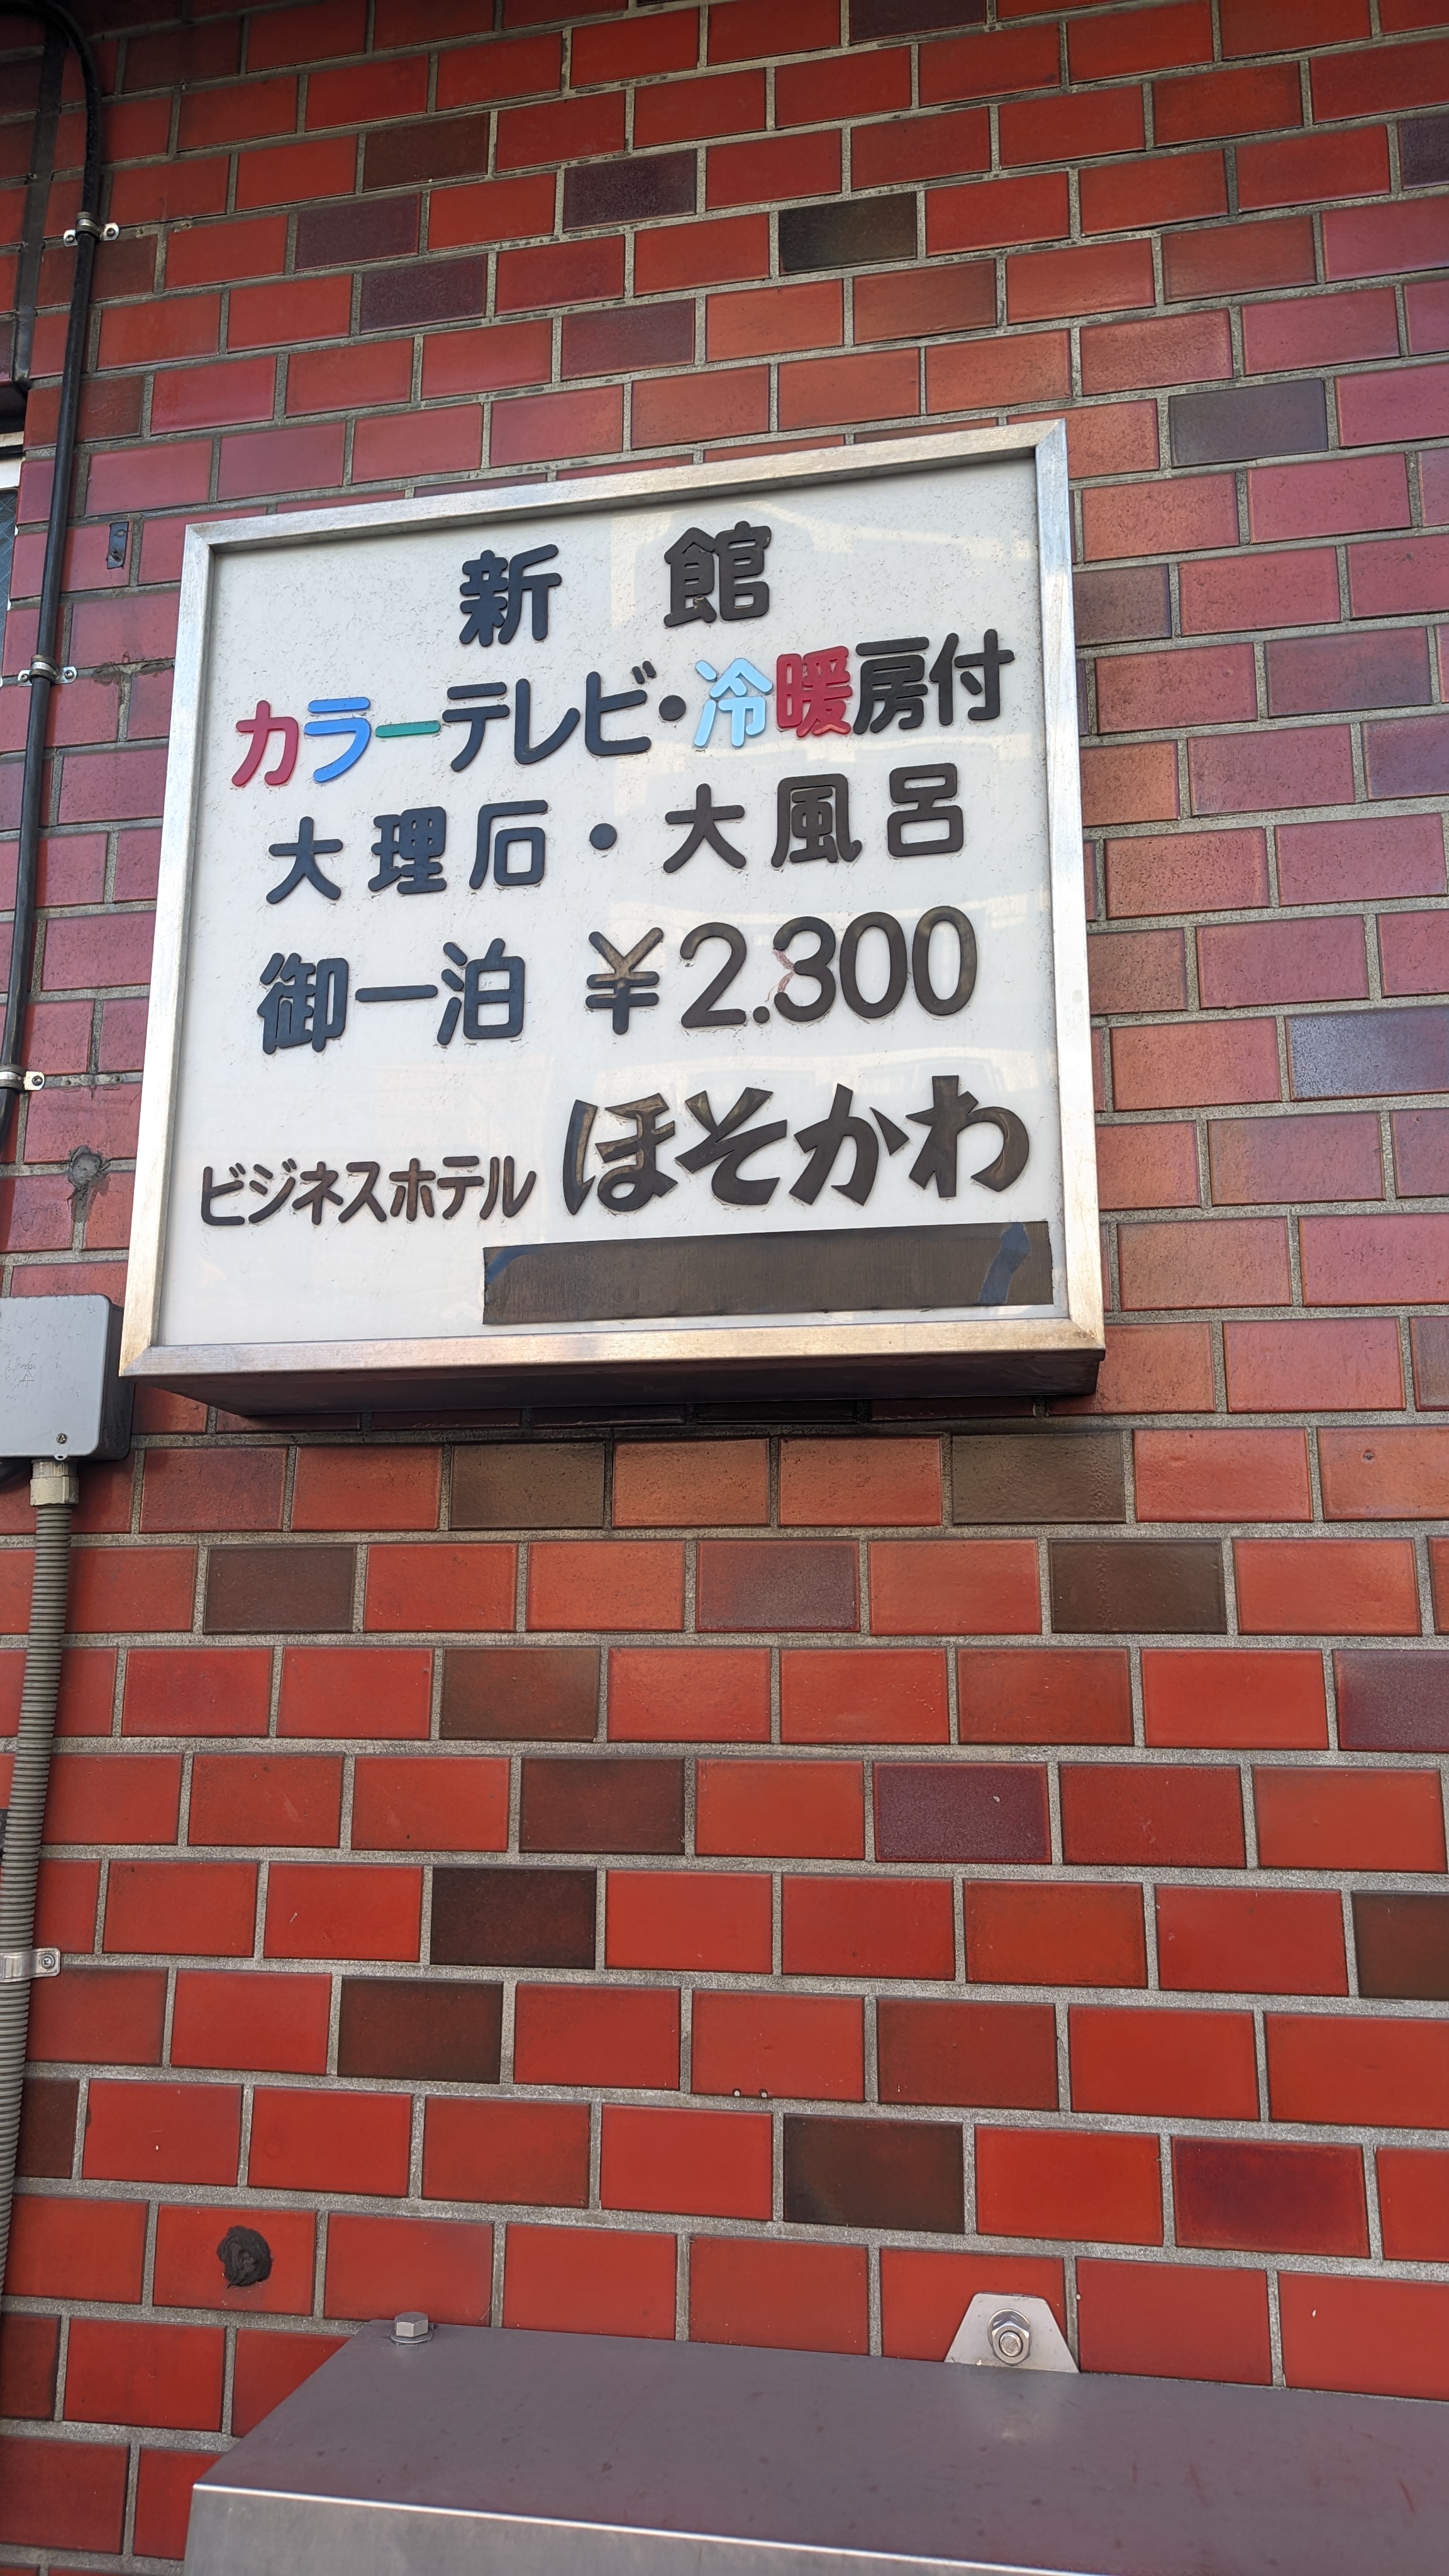 新館
カラーテレビ・冷暖房付
大理石・大風呂
御一泊 ¥2.300
ビジネスホテル ほそかわ